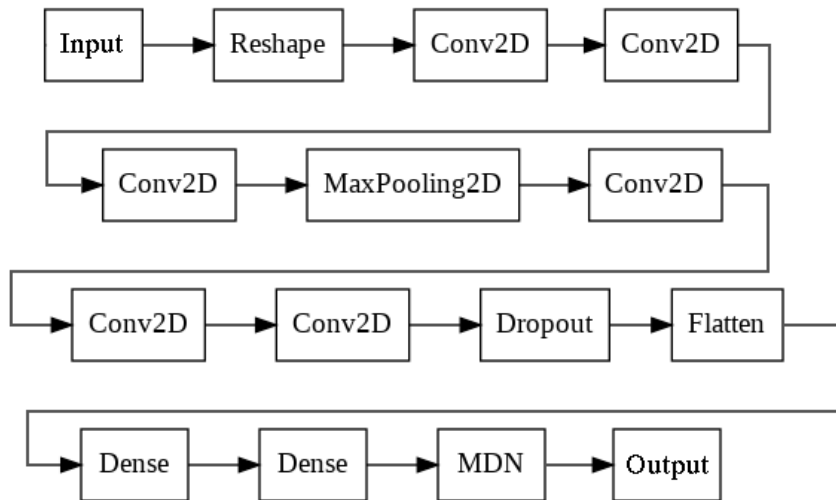 Input Reshape Conv2D Conv2D
Conv2D MaxPooling2D Conv2D
Conv2D Conv2D Dropout Flatten
Dense Dense MDN Output